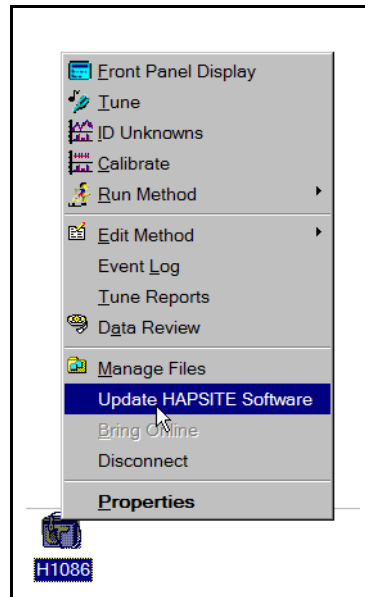 Front Panel Display
Tune
ID Unknowns
Calibrate
Run Method
Edit Method
Event Log
Tune Reports
Data Review
Manage Files
Update HAPSITE Software
Bring Online
Disconnect
Properties
H1086